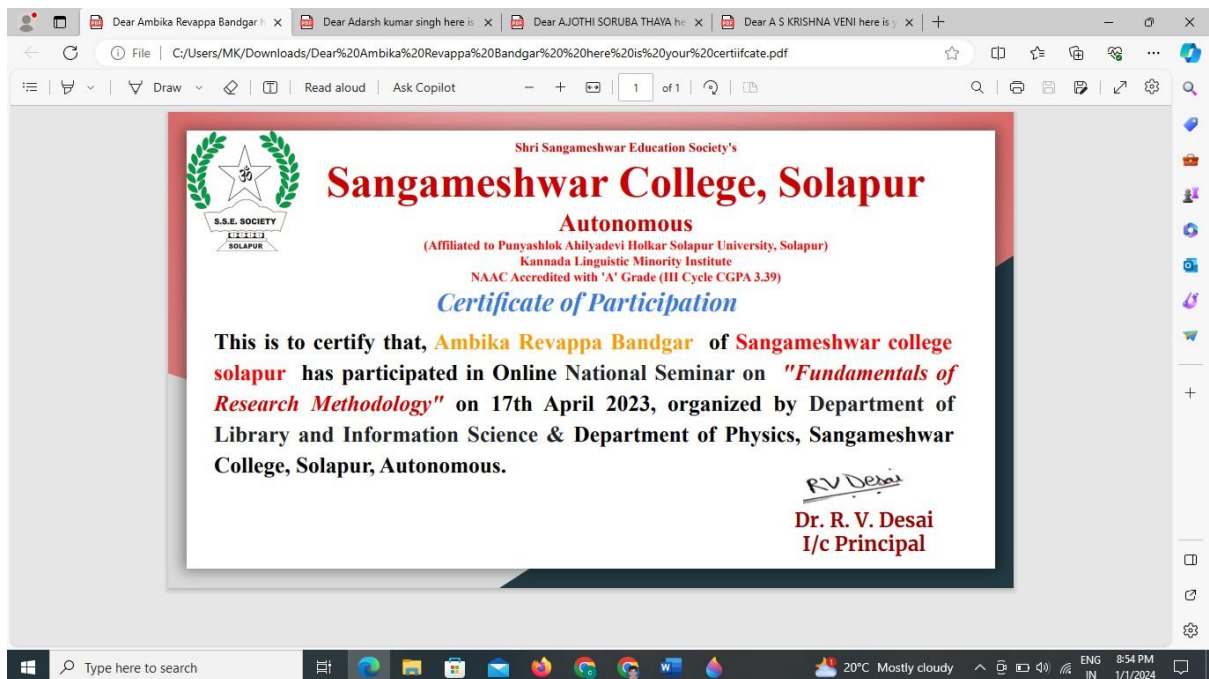 Dear Ambika Revappa Bandgar h
Dear Adarsh kumar singh here is
Dear A.JOTHI SORUBA THAYA he
Dear A S KRISHNA VENI here is y
File | C:/Users/MK/Downloads/Dear%20Ambika%20Revappa%20Bandgar%20%20here%20is%20your%20certiifcate.pdf
Draw Read aloud Ask Copilot 1 of 1
Shri Sangameshwar Education Society's
Sangameshwar College, Solapur
S.S.E. SOCIETY
SOLAPUR
Autonomous
(Affiliated to Punyashlok Ahilyadevi Holkar Solapur University, Solapur)
Kannada Linguistic Minority Institute
NAAC Accredited with 'A' Grade (III Cycle CGPA 3.39)
Certificate of Participation
This is to certify that, Ambika Revappa Bandgar of Sangameshwar college
solapur has participated in Online National Seminar on "Fundamentals of
Research Methodology" on 17th April 2023, organized by Department of
Library and Information Science & Department of Physics, Sangameshwar
College, Solapur, Autonomous.
RV Desai
Dr. R. V. Desai
I/c Principal
Type here to search
20°C Mostly cloudy
ENG
IN
8:54 PM
1/1/2024